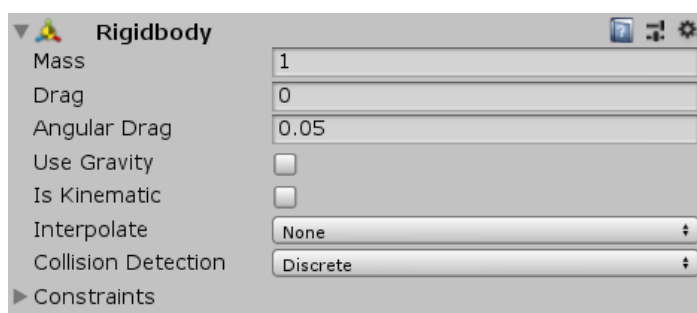 Rigidbody
Mass 1
Drag 0
Angular Drag 0.05
Use Gravity
Is Kinematic
Interpolate None
Collision Detection Discrete
Constraints